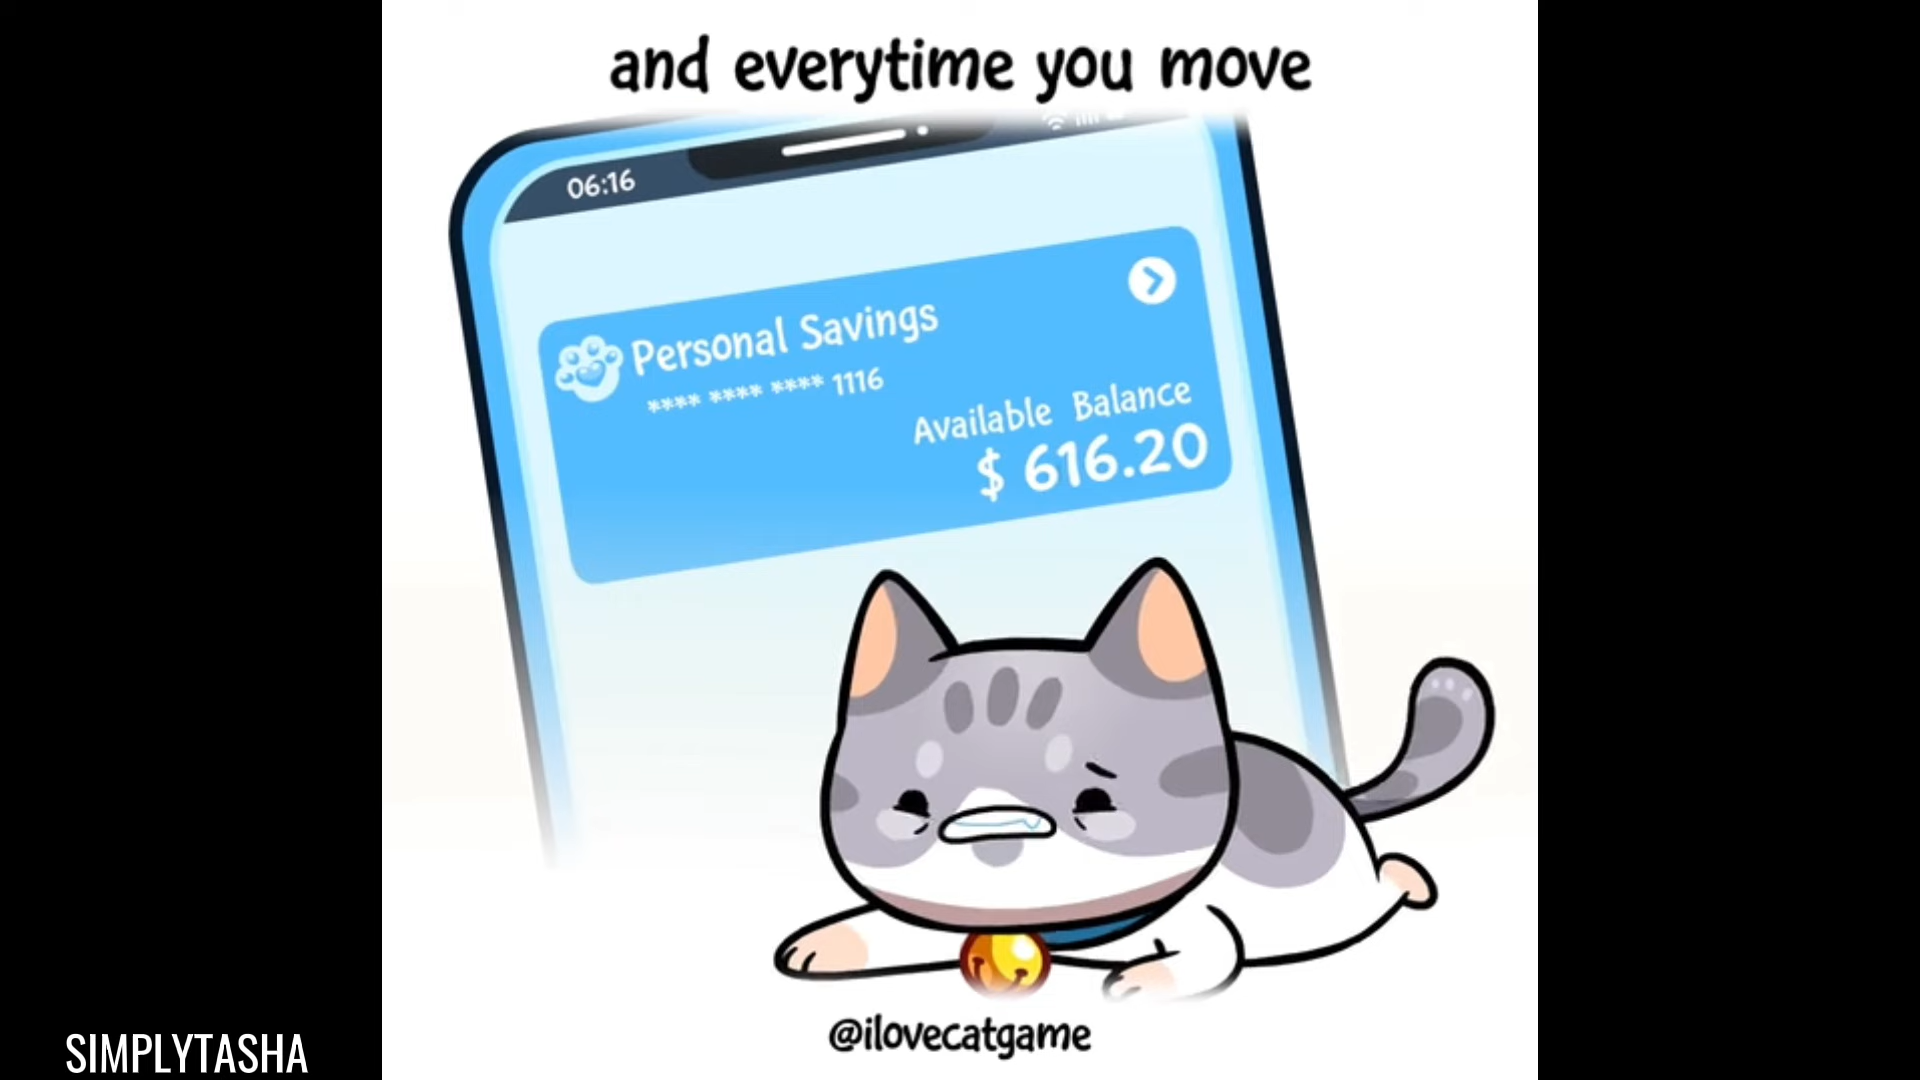 and everytime you move
06:16
Personal Savings
**** **** **** 1116
Available Balance
$ 616.20
@ilovecatgame
SIMPLYTASHA